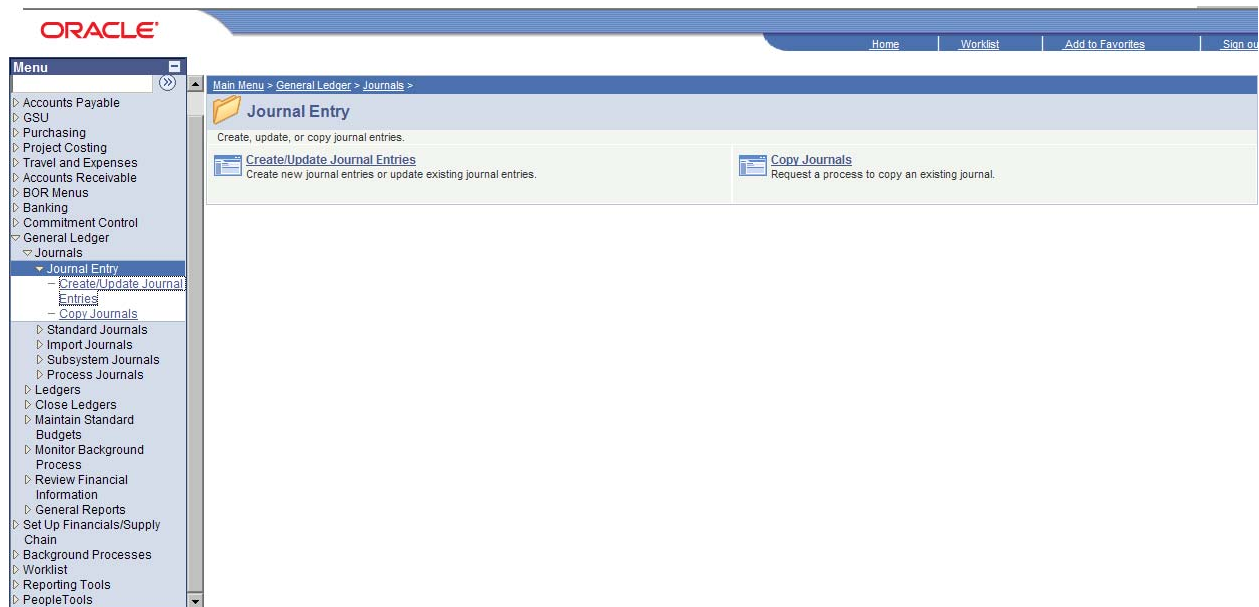 ORACLE
Home Worklist Add to Favorites Sign ou
Menu
Main Menu > General Ledger > Journals >
Journal Entry
Create, update, or copy journal entries.
Create/Update Journal Entries
Create new journal entries or update existing journal entries.
Copy Journals
Request a process to copy an existing journal.
Accounts Payable
GSU
Purchasing
Project Costing
Travel and Expenses
Accounts Receivable
BOR Menus
Banking
Commitment Control
General Ledger
Journals
Journal Entry
Create/Update Journal
Entries
Copy Journals
Standard Journals
Import Journals
Subsystem Journals
Process Journals
Ledgers
Close Ledgers
Maintain Standard
Budgets
Monitor Background
Process
Review Financial
Information
General Reports
Set Up Financials/Supply
Chain
Background Processes
Worklist
Reporting Tools
PeopleTools